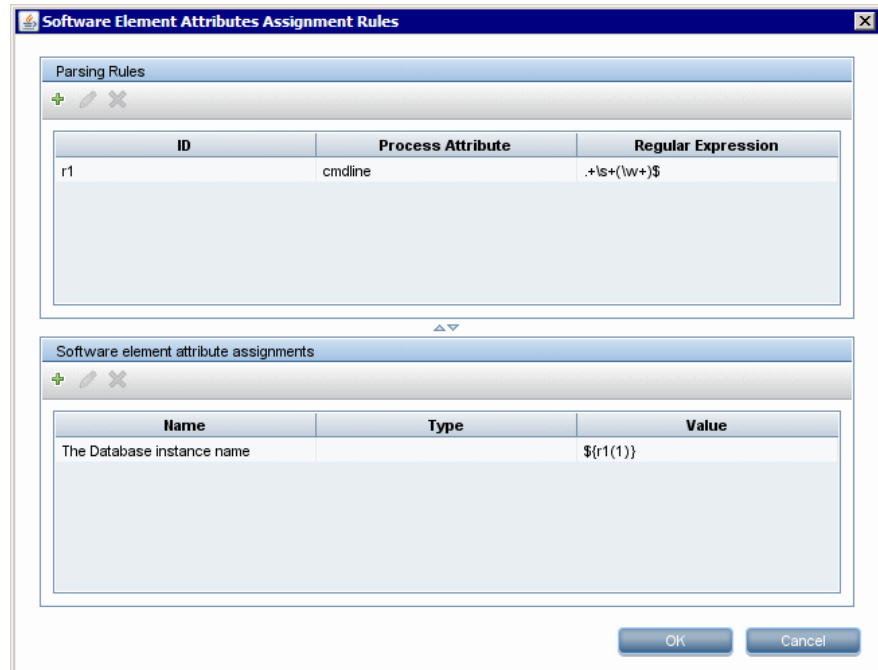 Software Element Attributes Assignment Rules
Parsing Rules
ID Process Attribute Regular Expression
r1 cmdline .+\s+(\w+)$
Software element attribute assignments
Name Type Value
The Database instance name ${r1(1)}
OK Cancel